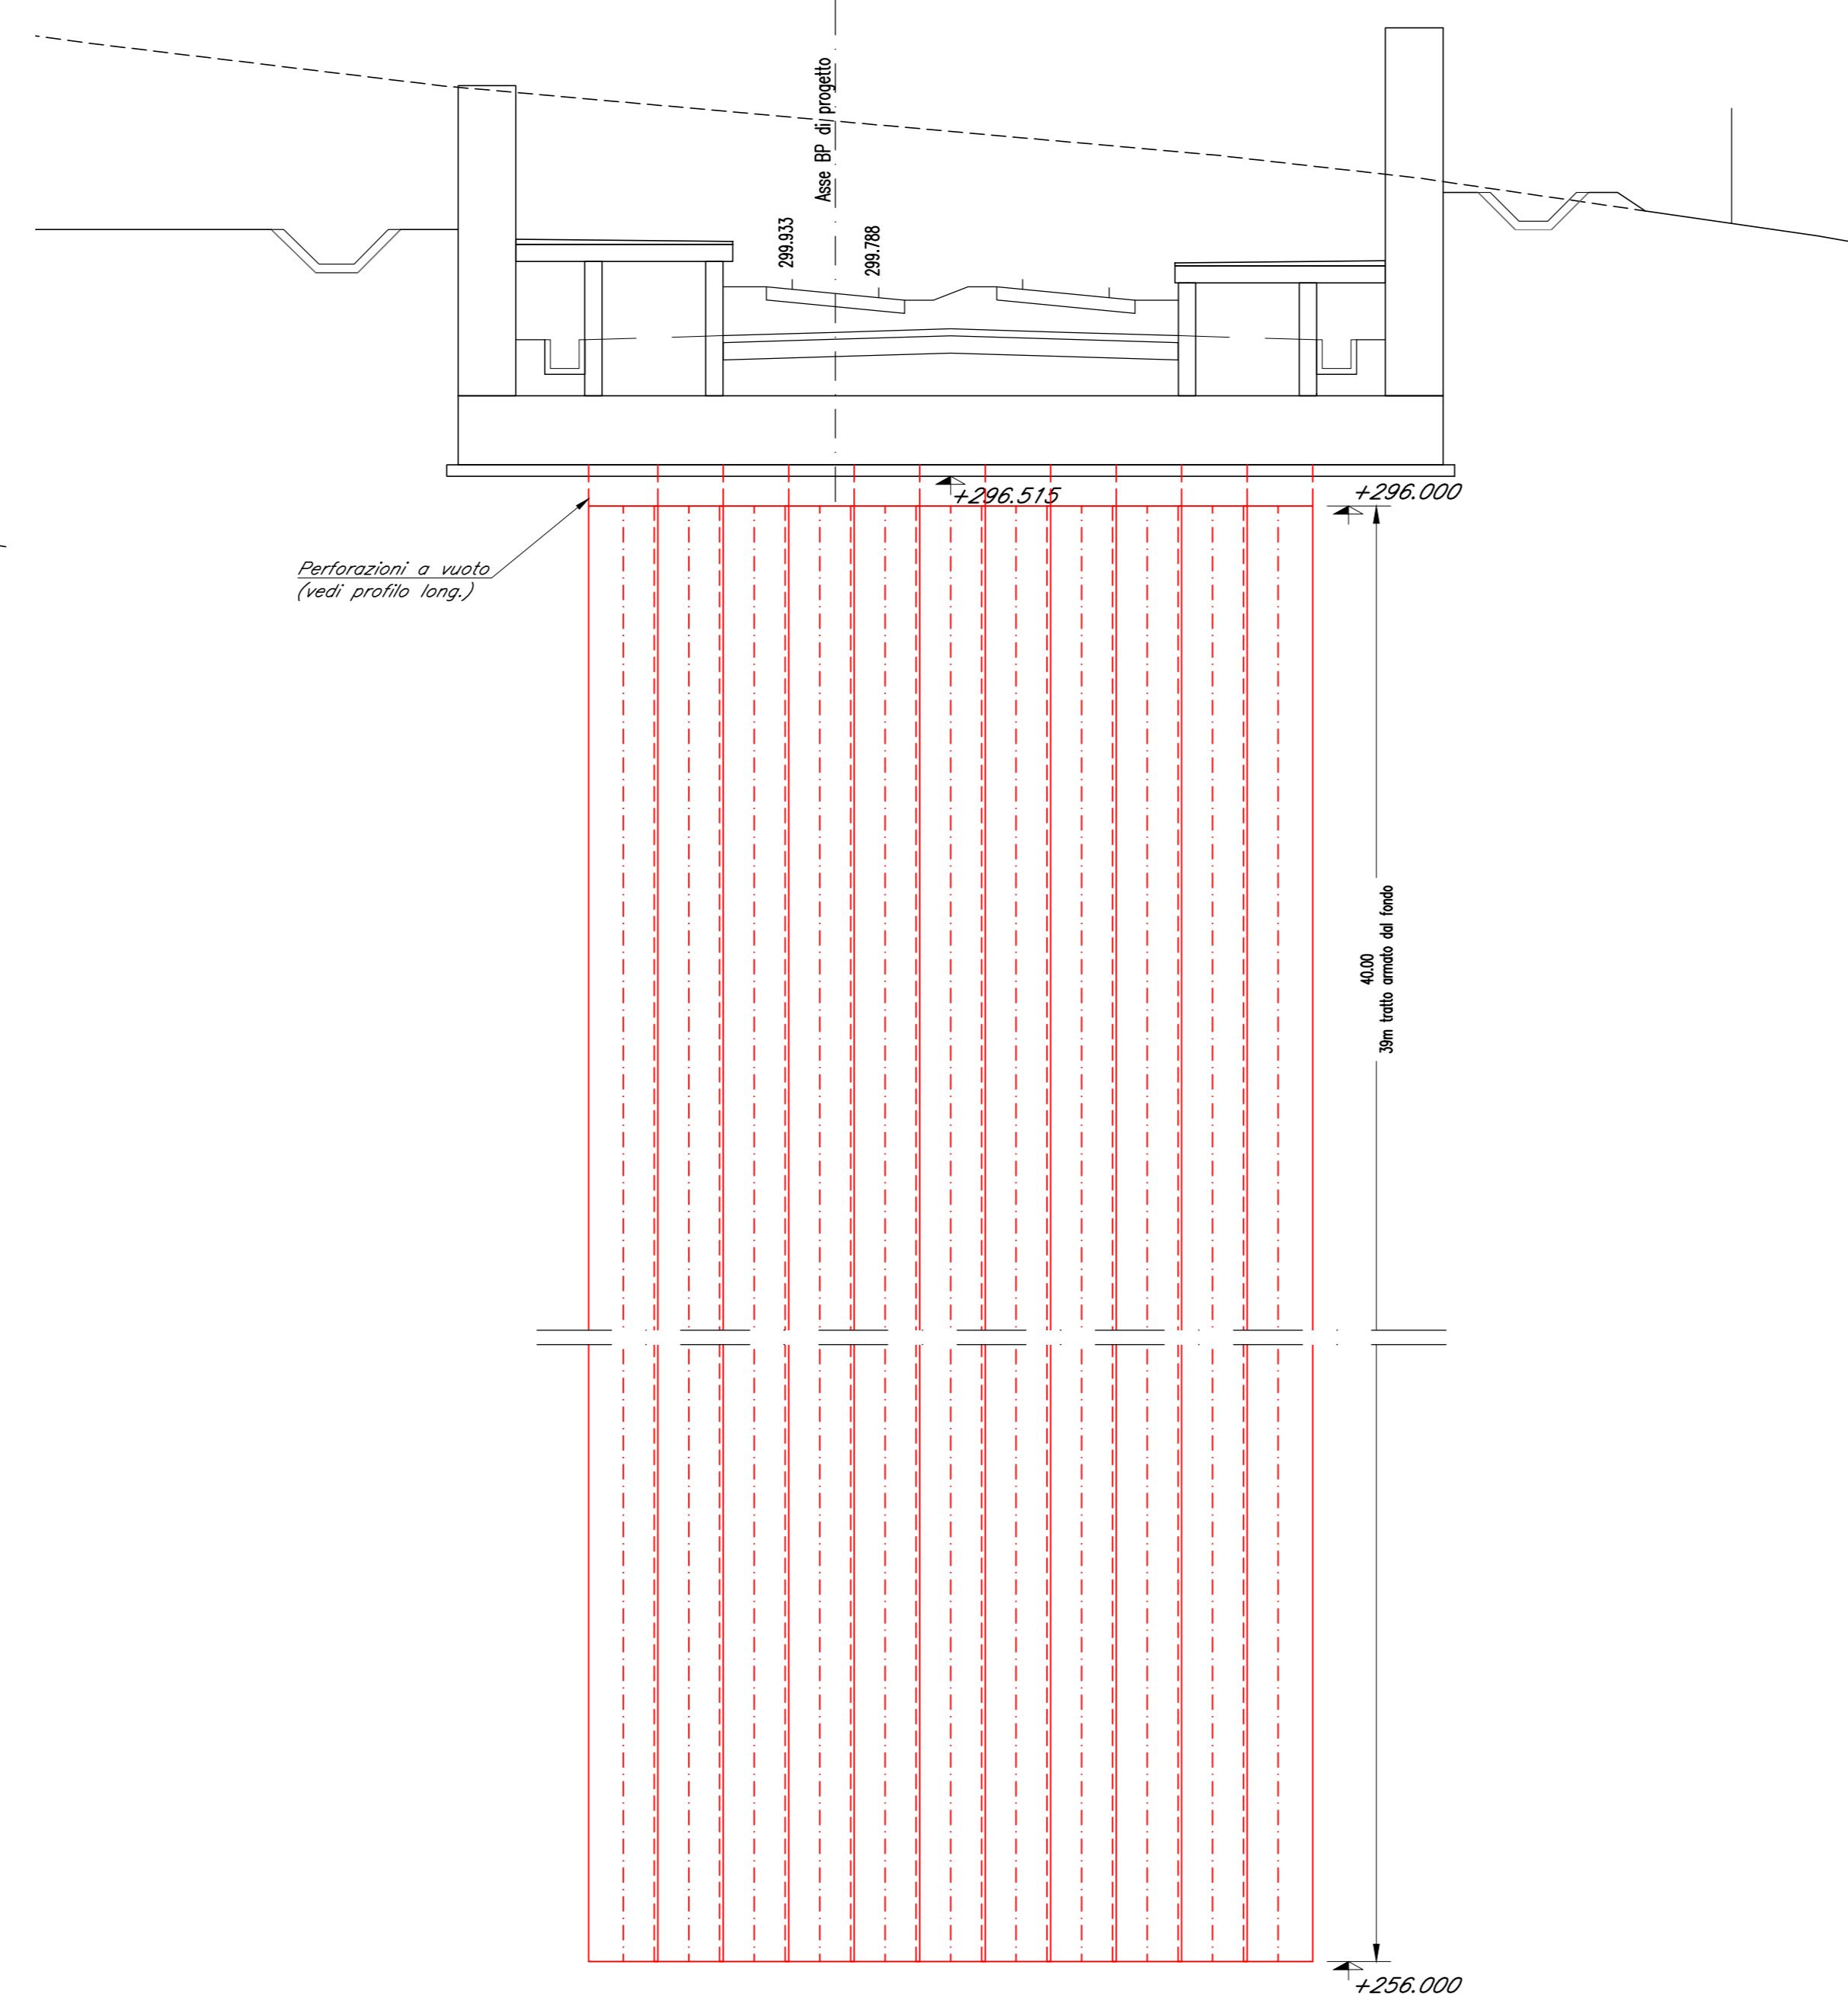 Asse BP di progetto
299.933
299.788
+296.515
+296.000
Perforazioni a vuoto
(vedi profilo long.)
40.00
39m tratto armato dal fondo
+256.000